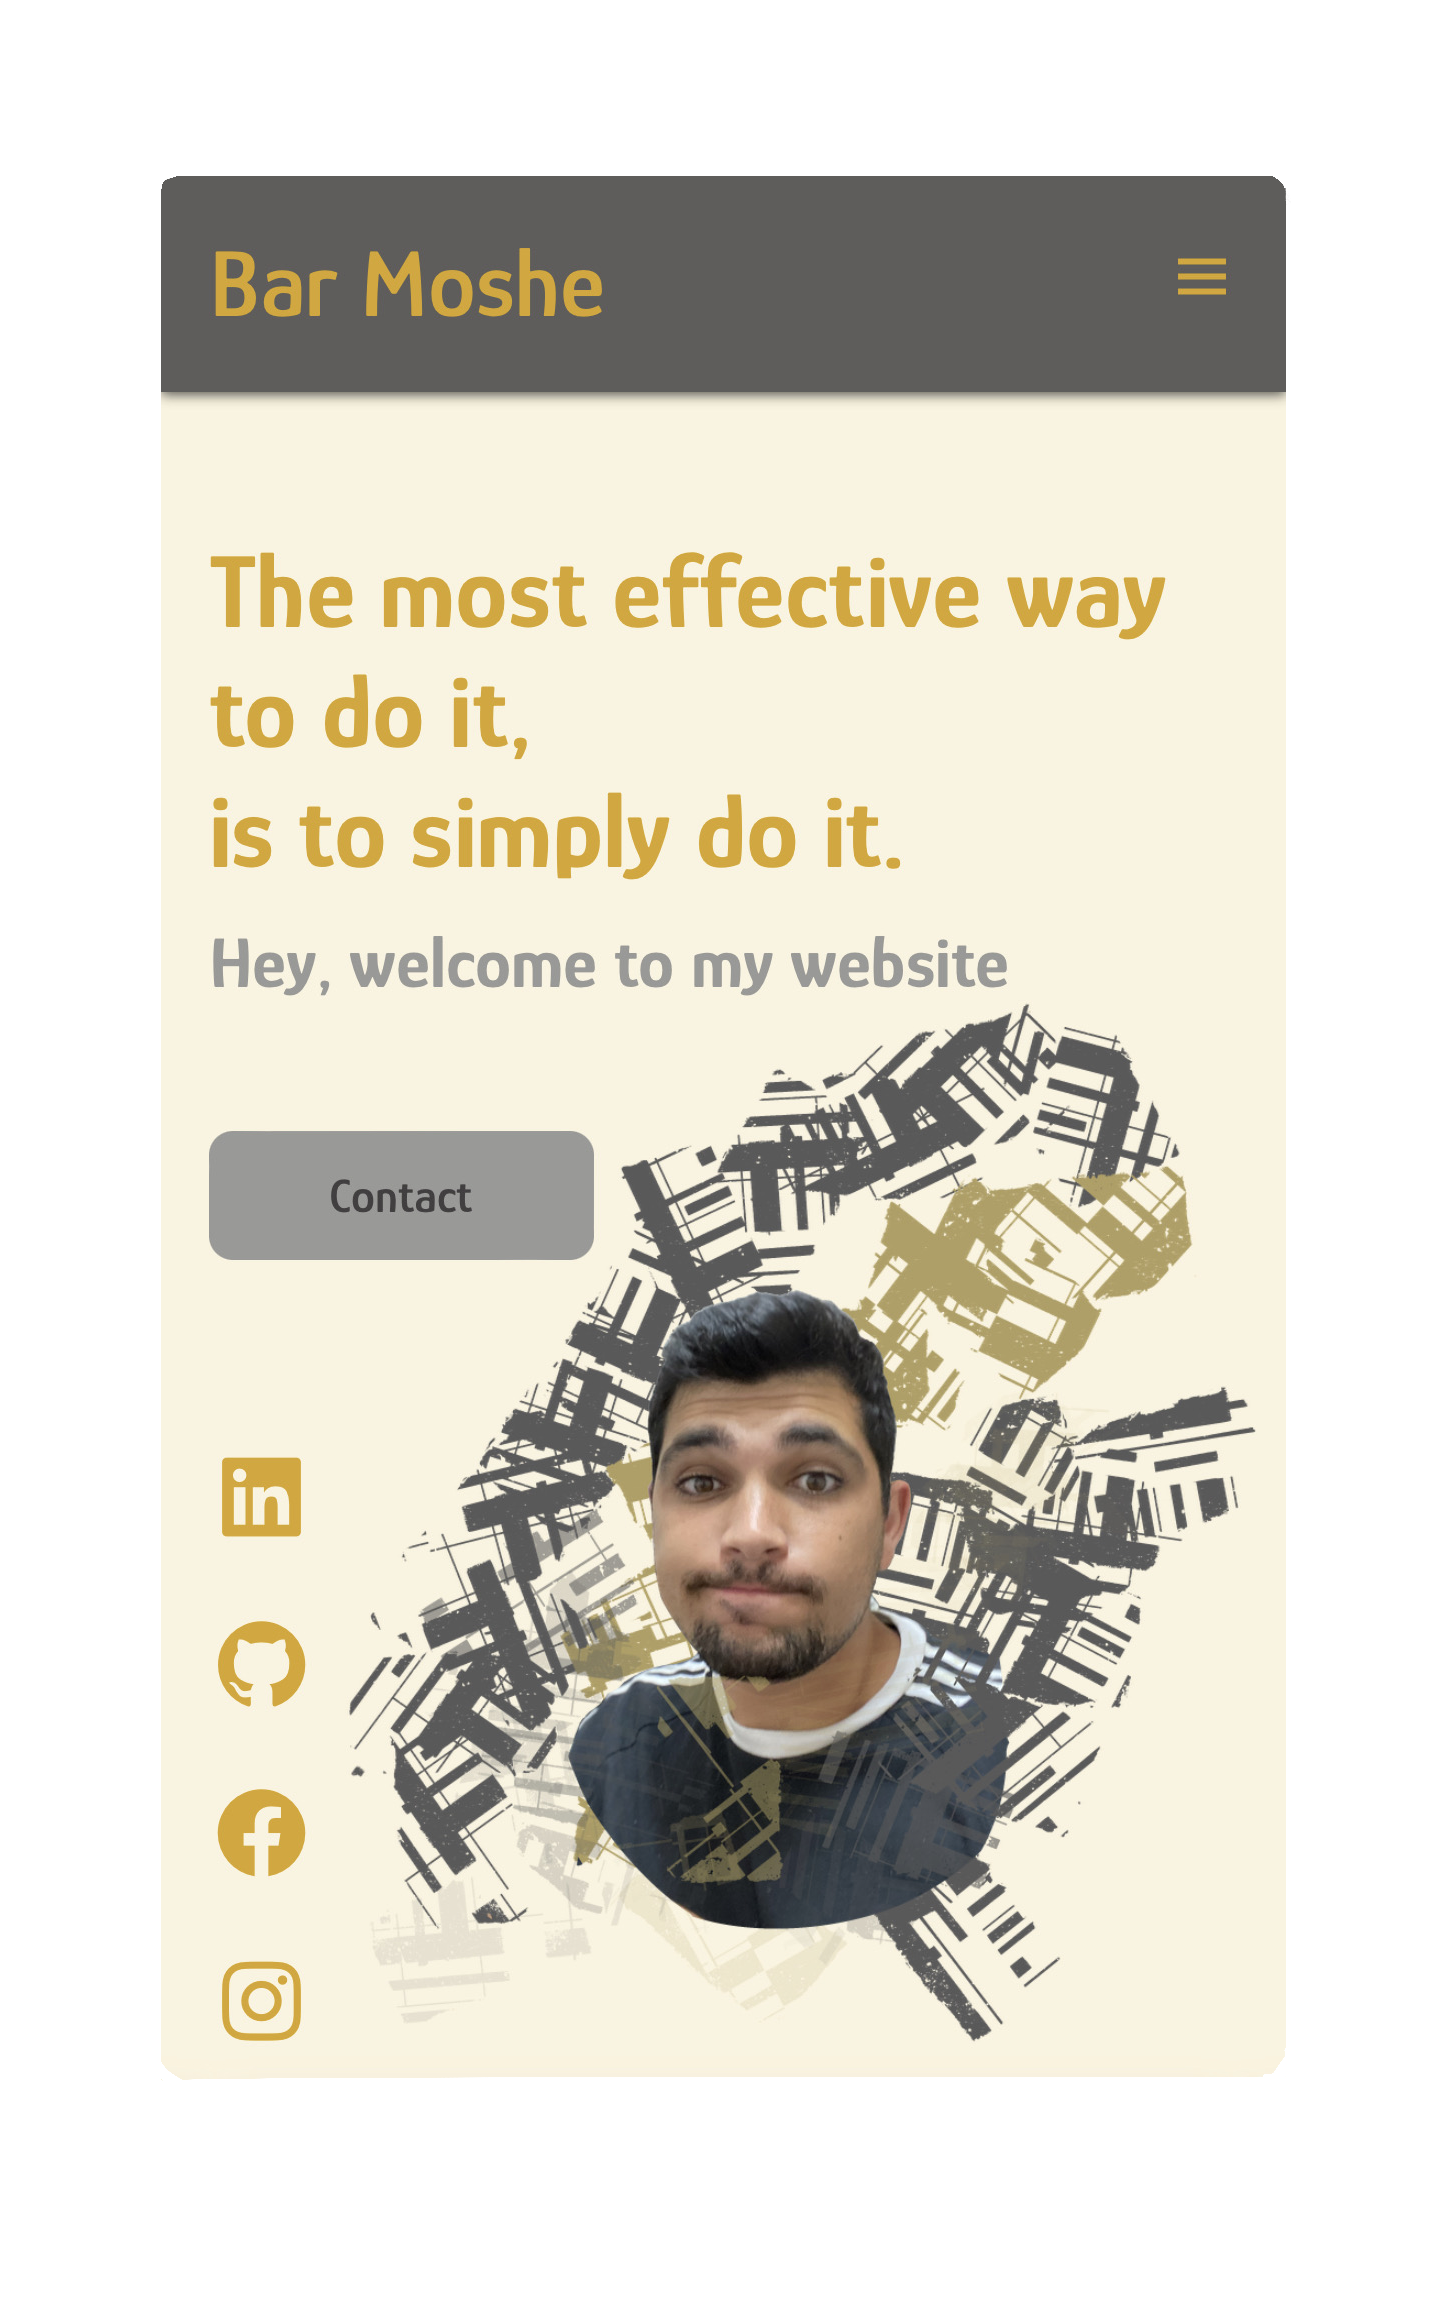 Bar Moshe
The most effective way
to do it,
is to simply do it.
Hey, welcome to my website
Contact
in